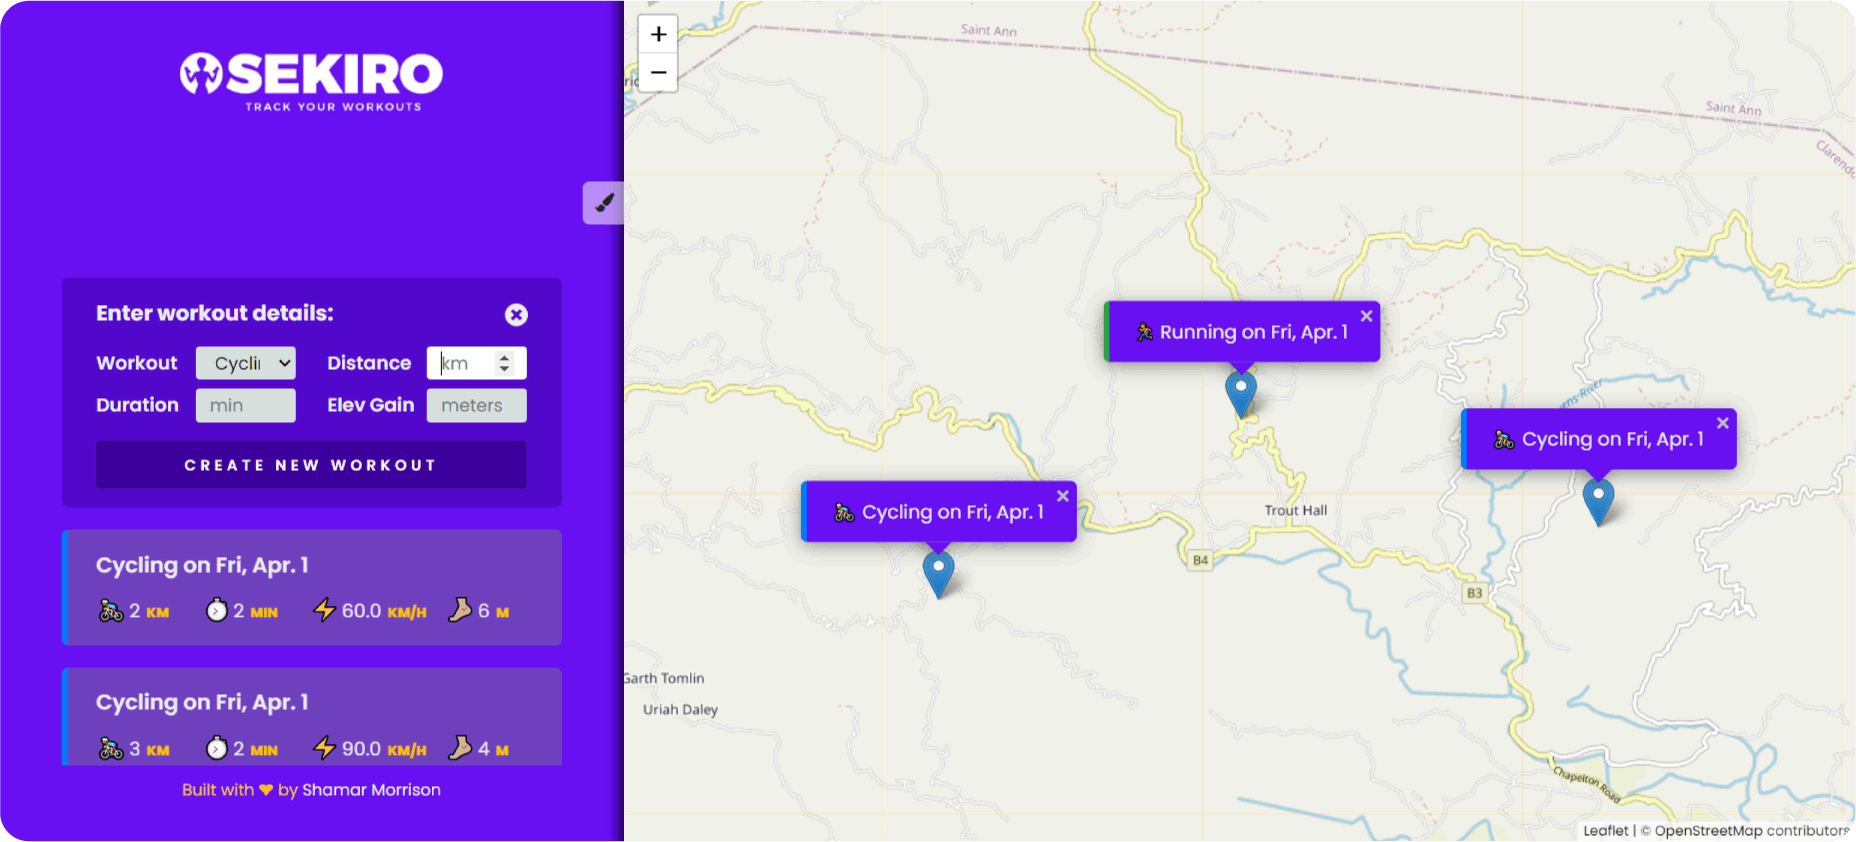 SEKIRO
TRACK YOUR WORKOUTS
Enter workout details:
Workout
Cycli
Distance
km
Duration
min
Elev Gain
meters
CREATE NEW WORKOUT
Cycling on Fri, Apr. 1
2 KM
2 MIN
60.0 KM/H
6 M
Cycling on Fri, Apr. 1
3 KM
2 MIN
90.0 KM/H
4 M
Built with by Shamar Morrison
+
−
Saint Ann
Saint Ann
Running on Fri, Apr. 1
Cycling on Fri, Apr. 1
Cycling on Fri, Apr. 1
Trout Hall
B4
B3
Garth Tomlin
Uriah Daley
Chapelton Road
Leaflet | © OpenStreetMap contributors